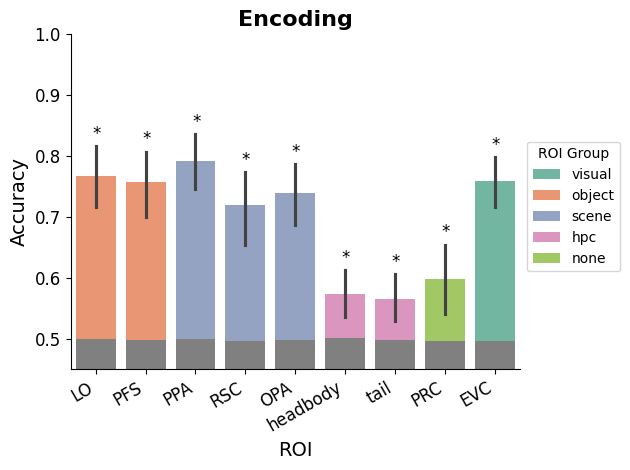 Encoding
1.0
0.9
0.8
0.7
0.6
0.5
Accuracy
* * * * * * * * *
LO PFS PPA RSC OPA headbody tail PRC EVC
ROI
ROI Group
visual
object
scene
hpc
none